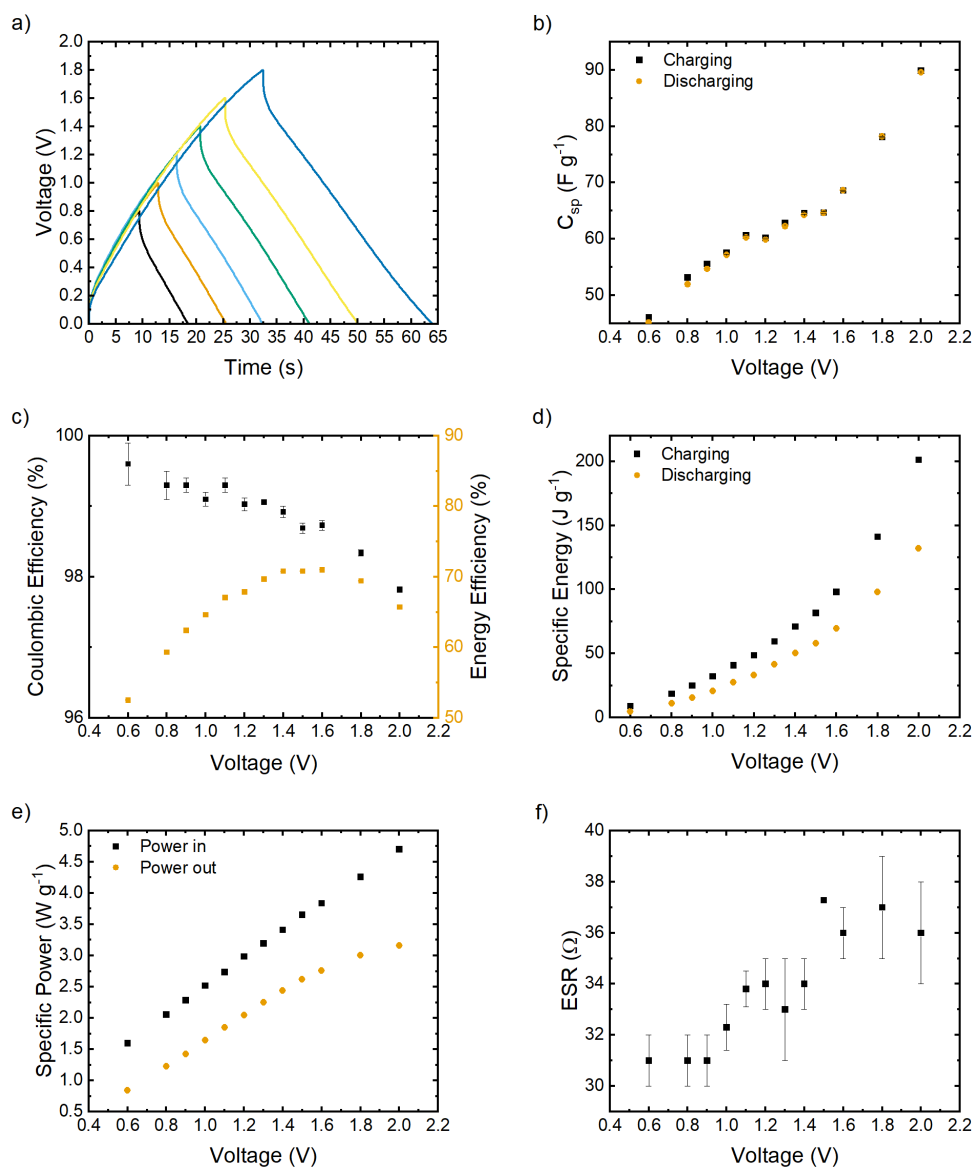 a)
2.0
1.8
1.6
1.4
1.2
1.0
0.8
0.6
0.4
0.2
0.0
Voltage (V)
0 5 10 15 20 25 30 35 40 45 50 55 60 65
Time (s)
b)
Charging
Discharging
90
80
70
60
50
Csp (F g-1)
0.4 0.6 0.8 1.0 1.2 1.4 1.6 1.8 2.0 2.2
Voltage (V)
c)
100
98
96
Coulombic Efficiency (%)
90
80
70
60
50
Energy Efficiency (%)
0.4 0.6 0.8 1.0 1.2 1.4 1.6 1.8 2.0 2.2
Voltage (V)
d)
Charging
Discharging
200
150
100
50
0
Specific Energy (J g-1)
0.4 0.6 0.8 1.0 1.2 1.4 1.6 1.8 2.0 2.2
Voltage (V)
e)
Power in
Power out
5.0
4.5
4.0
3.5
3.0
2.5
2.0
1.5
1.0
0.5
Specific Power (W g-1)
0.4 0.6 0.8 1.0 1.2 1.4 1.6 1.8 2.0 2.2
Voltage (V)
f)
40
38
36
34
32
30
ESR (Ω)
0.4 0.6 0.8 1.0 1.2 1.4 1.6 1.8 2.0 2.2
Voltage (V)